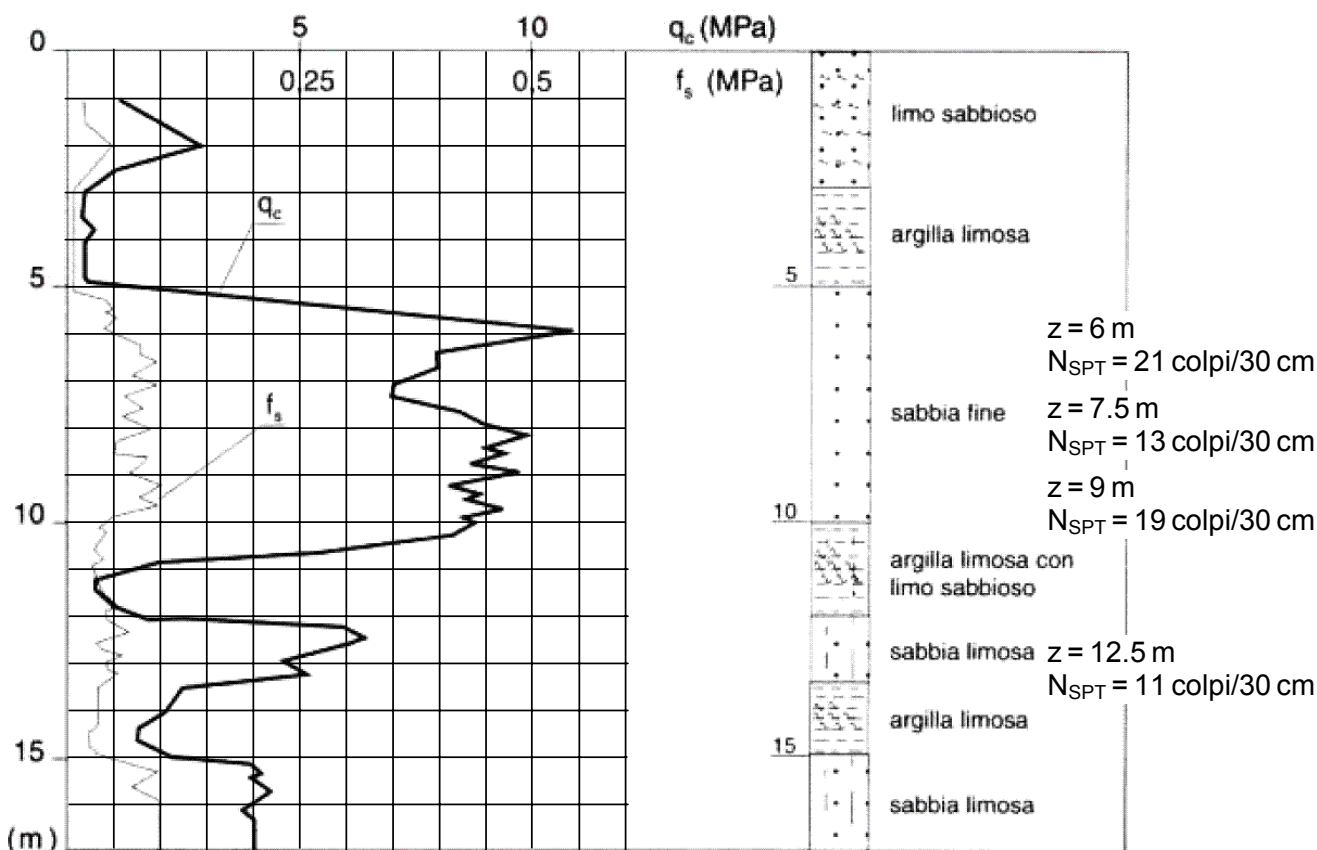 0
5
10
q_c (MPa)
0,25
0,5
f_s (MPa)
limo sabbioso
q_c
argilla limosa
5
5
z = 6 m
N_SPT = 21 colpi/30 cm
f_s
sabbia fine
z = 7.5 m
N_SPT = 13 colpi/30 cm
z = 9 m
N_SPT = 19 colpi/30 cm
10
10
argilla limosa con
limo sabbioso
sabbia limosa
z = 12.5 m
N_SPT = 11 colpi/30 cm
argilla limosa
15
15
sabbia limosa
(m)